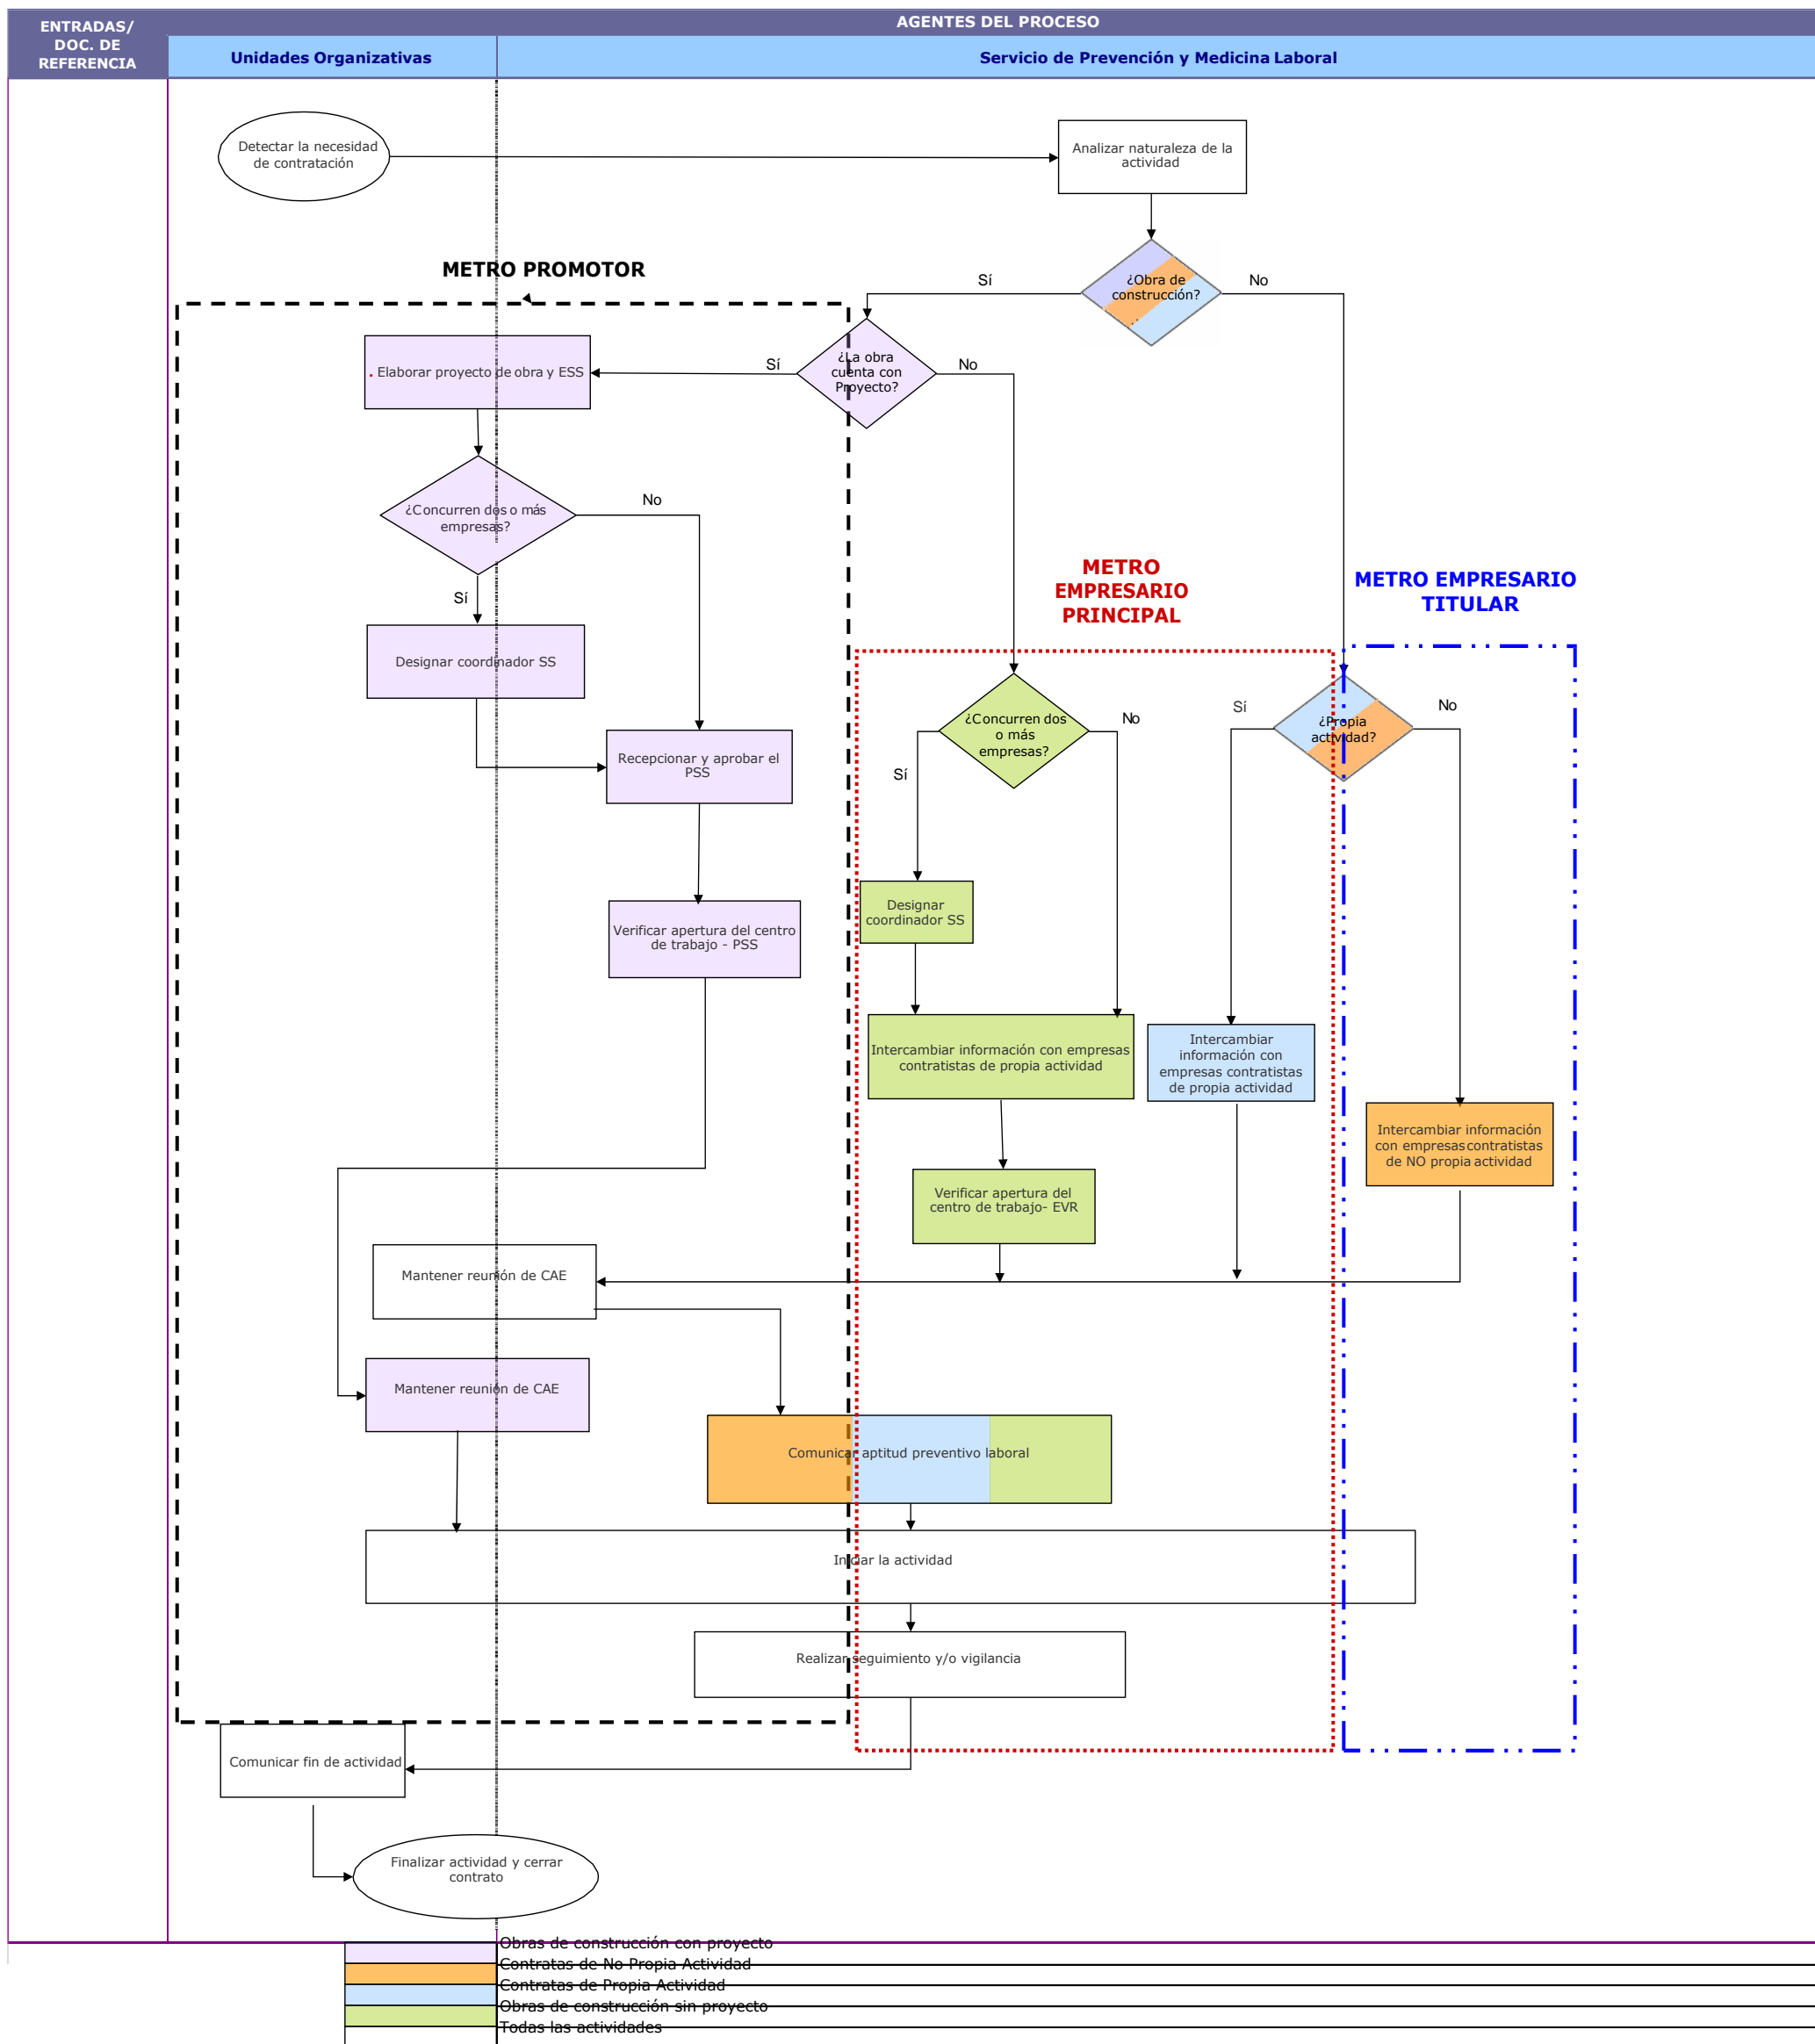 ENTRADAS/
DOC. DE
REFERENCIA
AGENTES DEL PROCESO
Unidades Organizativas
Servicio de Prevención y Medicina Laboral
Detectar la necesidad
de contratación
Analizar naturaleza de la
actividad
METRO PROMOTOR
Sí
¿Obra de
construcción?
No
. Elaborar proyecto de obra y ESS
Sí
¿La obra
cuenta con
Proyecto?
No
¿Concurren dos o más
empresas?
No
Sí
METRO
EMPRESARIO
PRINCIPAL
METRO EMPRESARIO
TITULAR
Designar coordinador SS
Recepcionar y aprobar el
PSS
¿Concurren dos
o más
empresas?
No
Sí
Sí
¿Propia
actividad?
No
Verificar apertura del centro
de trabajo - PSS
Designar
coordinador SS
Intercambiar información con empresas
contratistas de propia actividad
Intercambiar
información con
empresas contratistas
de propia actividad
Intercambiar información
con empresas contratistas
de NO propia actividad
Verificar apertura del
centro de trabajo- EVR
Mantener reunión de CAE
Mantener reunión de CAE
Comunicar aptitud preventivo laboral
Iniciar la actividad
Realizar seguimiento y/o vigilancia
Comunicar fin de actividad
Finalizar actividad y cerrar
contrato
Obras de construcción con proyecto
Contratas de No Propia Actividad
Contratas de Propia Actividad
Obras de construcción sin proyecto
Todas las actividades